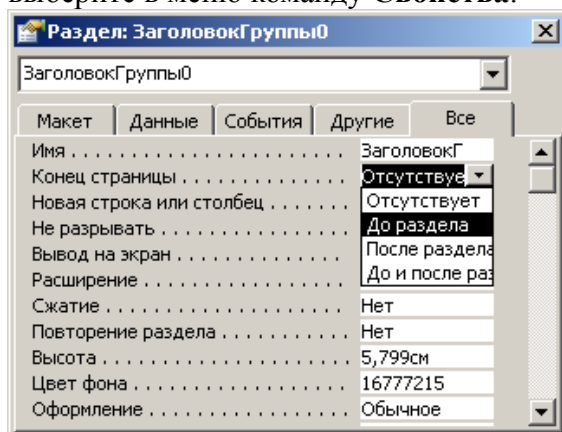 выберите в меню команду Свойства.
Раздел: ЗаголовокГруппы0
ЗаголовокГруппы0
Макет Данные События Другие Все
Имя . . . . . . . . . . . . . . . . . . . . . . . ЗаголовокГ
Конец страницы . . . . . . . . . . . . . . Отсутствуе
Новая строка или столбец . . . . . . . Отсутствует
Не разрывать . . . . . . . . . . . . . . . . До раздела
Вывод на экран . . . . . . . . . . . . . . После раздела
Расширение . . . . . . . . . . . . . . . . . До и после раз
Сжатие . . . . . . . . . . . . . . . . . . . . Нет
Повторение раздела . . . . . . . . . . . Нет
Высота . . . . . . . . . . . . . . . . . . . . 5,799см
Цвет фона . . . . . . . . . . . . . . . . . . 16777215
Оформление . . . . . . . . . . . . . . . . . Обычное